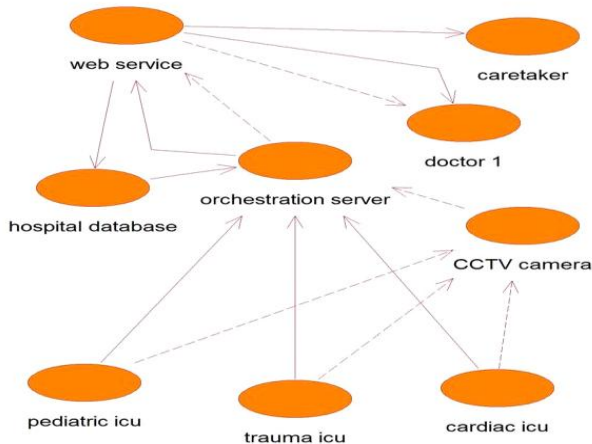 web service
caretaker
doctor 1
orchestration server
hospital database
CCTV camera
pediatric icu
trauma icu
cardiac icu